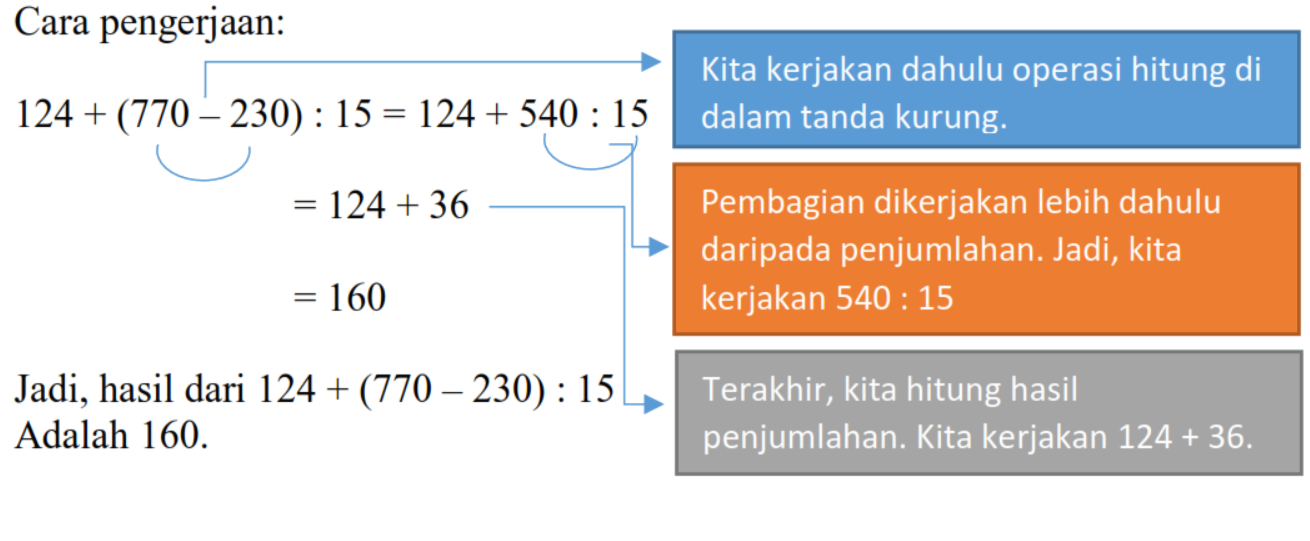 Cara pengerjaan:
124 + (770 – 230) : 15 = 124 + 540 : 15
= 124 + 36
= 160
Jadi, hasil dari 124 + (770 – 230) : 15
Adalah 160.
Kita kerjakan dahulu operasi hitung di
dalam tanda kurung.
Pembagian dikerjakan lebih dahulu
daripada penjumlahan. Jadi, kita
kerjakan 540 : 15
Terakhir, kita hitung hasil
penjumlahan. Kita kerjakan 124 + 36.